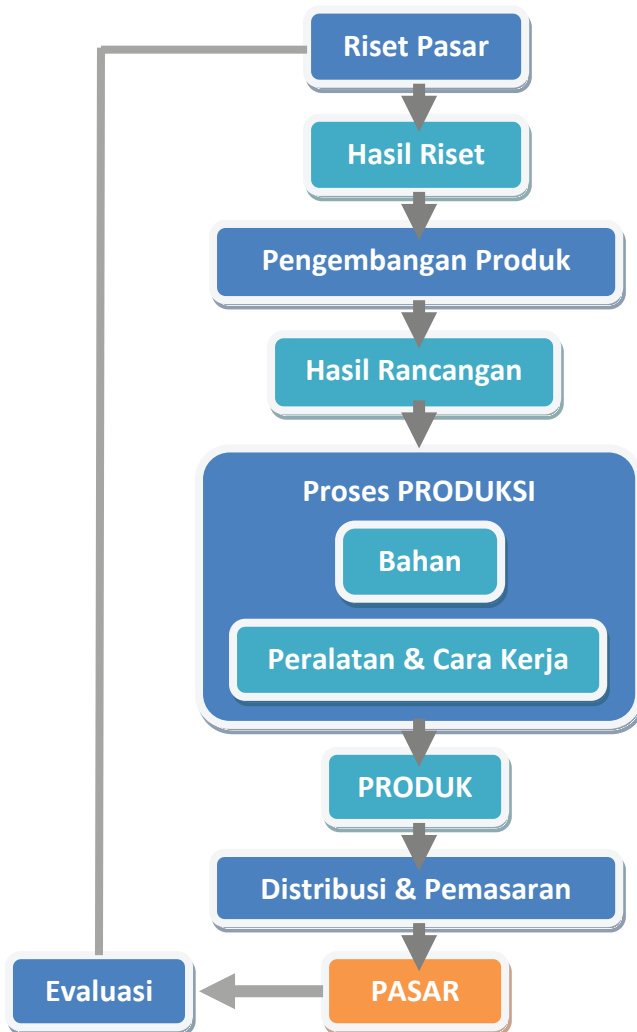 Riset Pasar
Hasil Riset
Pengembangan Produk
Hasil Rancangan
Proses PRODUKSI
Bahan
Peralatan & Cara Kerja
PRODUK
Distribusi & Pemasaran
PASAR
Evaluasi